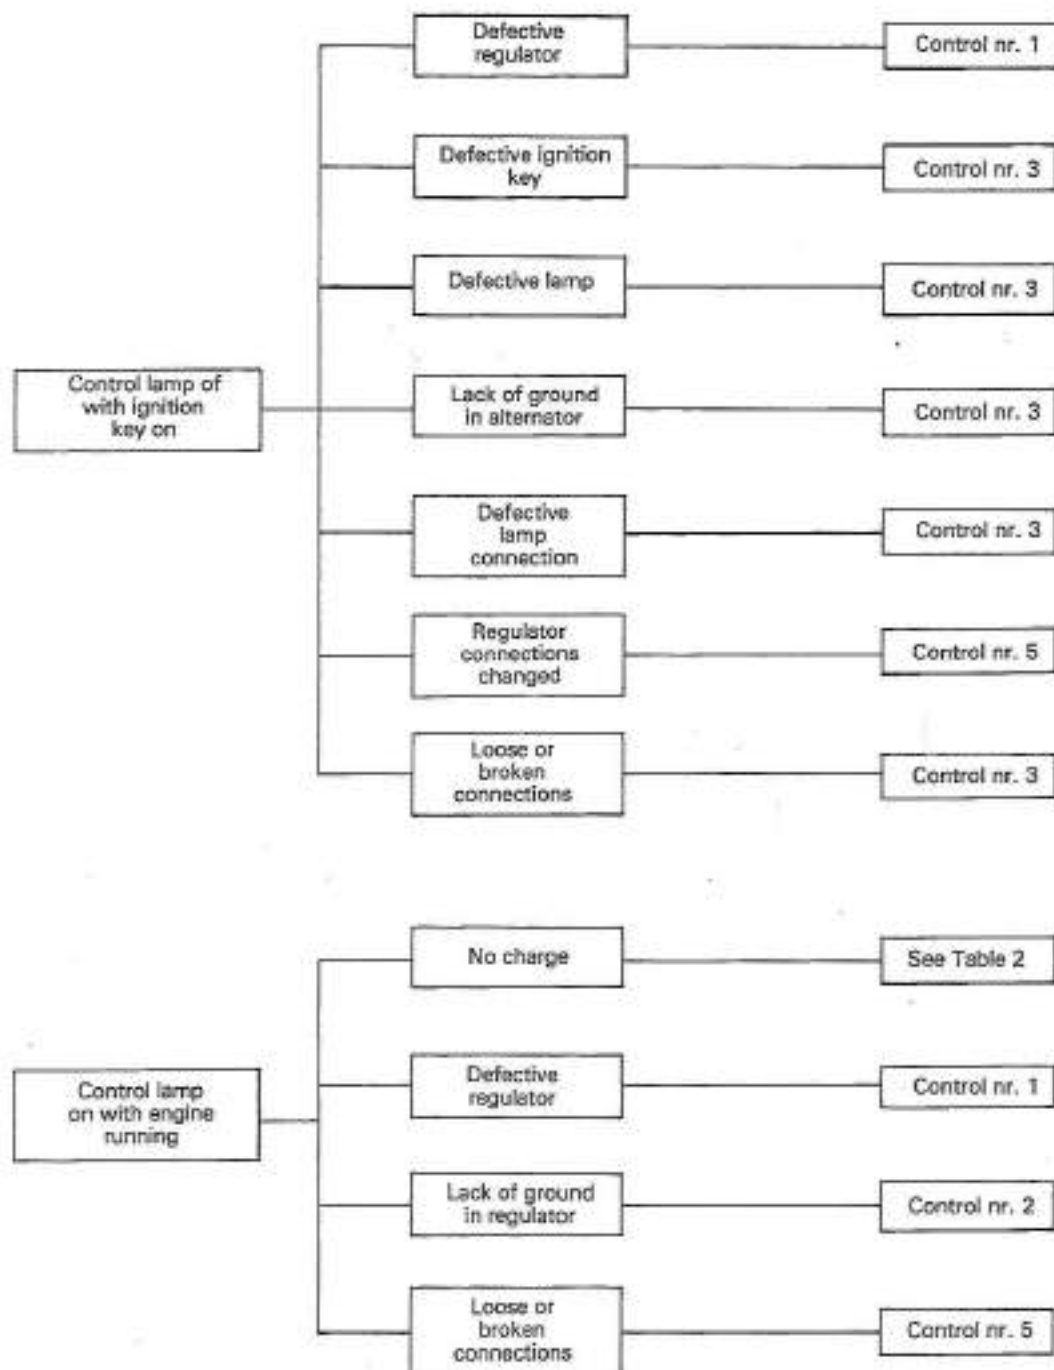 Defective
regulator
Control nr. 1
Defective ignition
key
Control nr. 3
Defective lamp
Control nr. 3
Control lamp of
with ignition
key on
Lack of ground
in alternator
Control nr. 3
Defective
lamp
connection
Control nr. 3
Regulator
connections
changed
Control nr. 5
Loose or
broken
connections
Control nr. 3
No charge
See Table 2
Control lamp
on with engine
running
Defective
regulator
Control nr. 1
Lack of ground
in regulator
Control nr. 2
Loose or
broken
connections
Control nr. 5